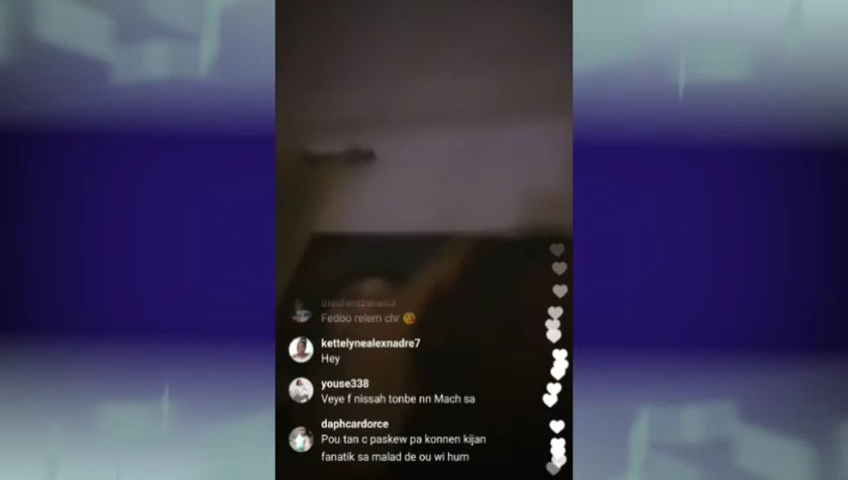 Fedoo relem chr 😘
kettelynealexnadre7
Hey
youse338
Veye f nissah tonbe nn Mach sa
daphcardorce
Pou tan c paskew pa konnen kijan
fanatik sa malad de ou wi hum